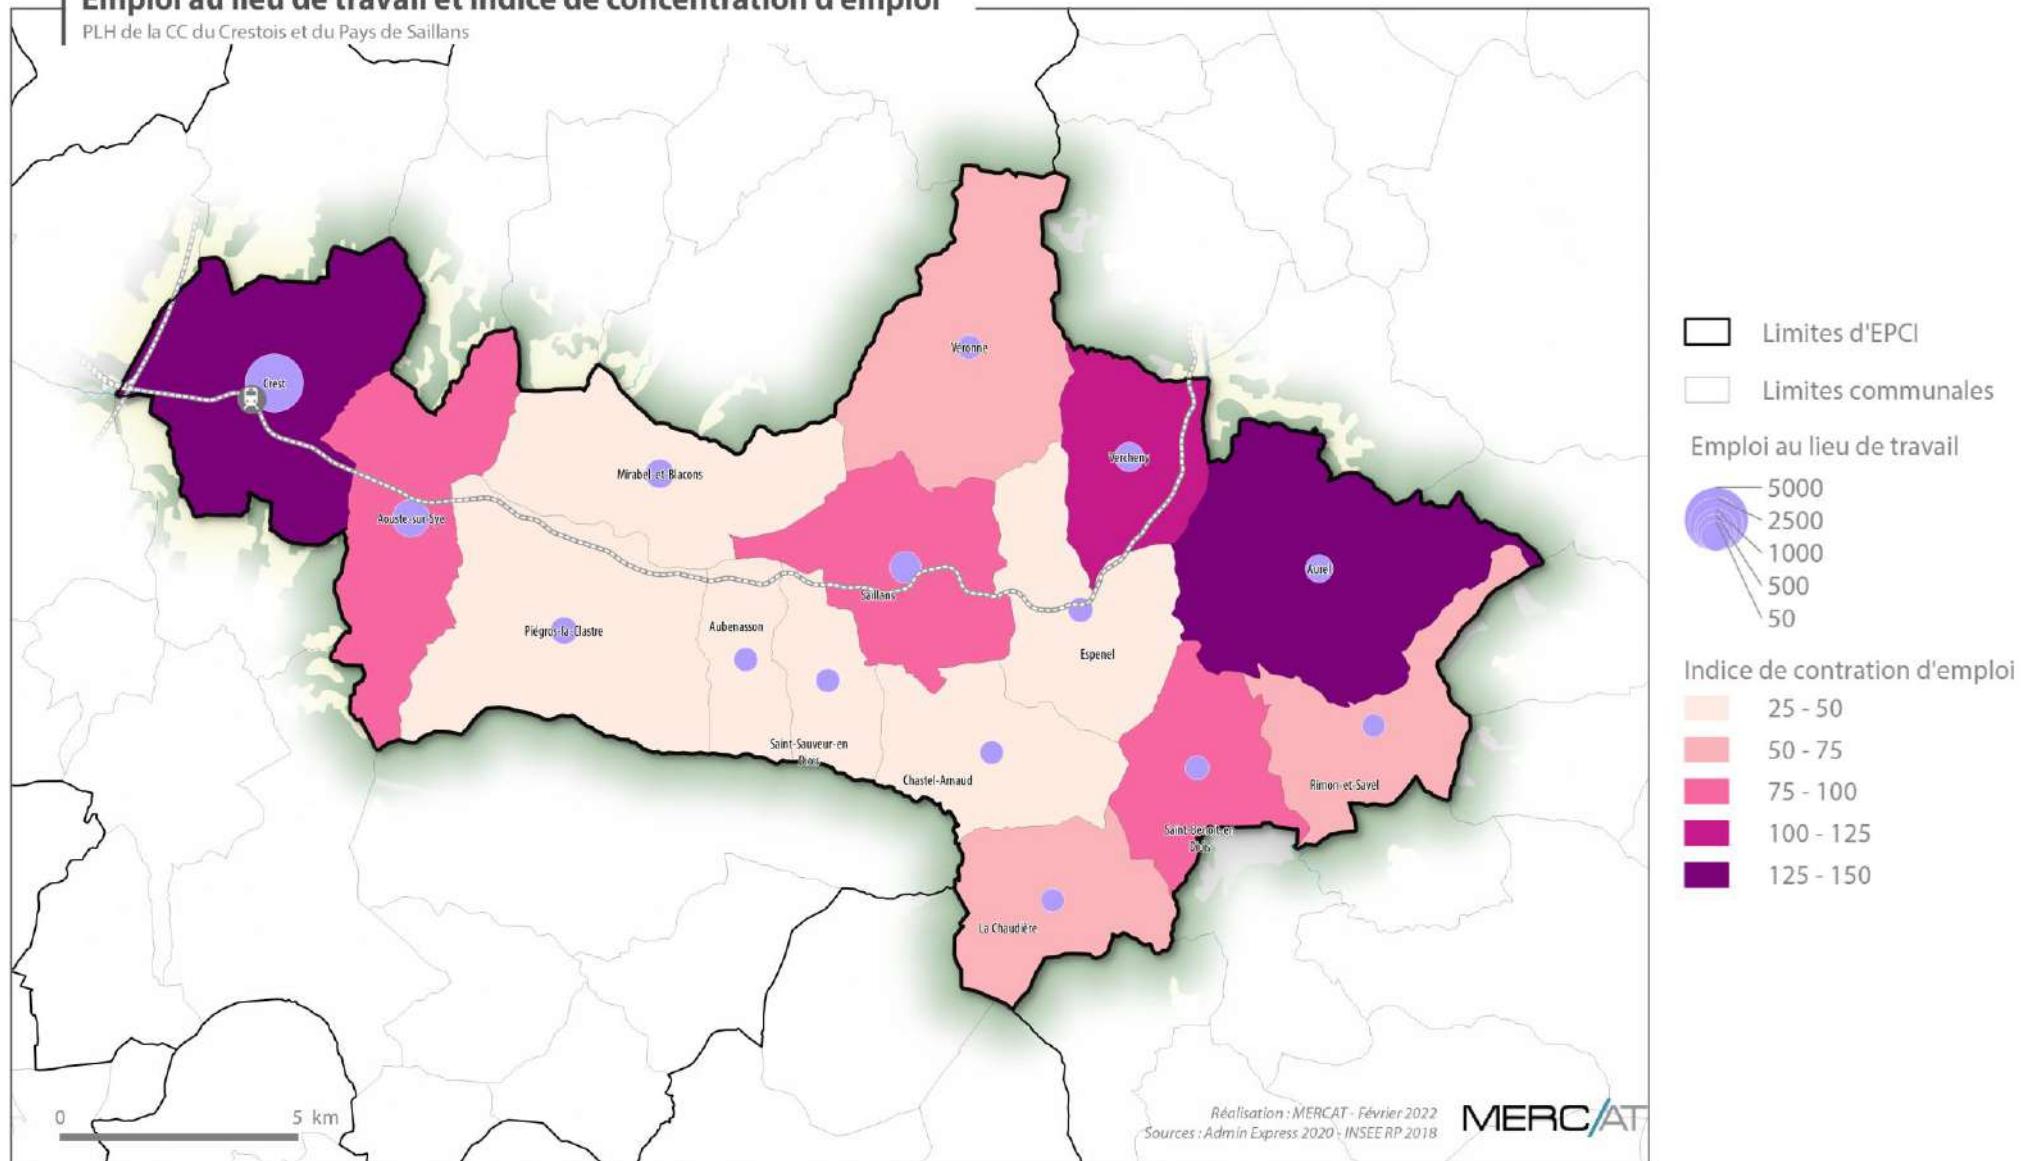 Emploi au lieu de travail et indice de concentration d'emploi
PLH de la CC du Crestois et du Pays de Saillans
Véronne
Crest
Vercheny
Mirabel-et-Blacons
Aouste-sur-Sye
Aurel
Saillans
Piégros-la-Clastre
Aubenasson
Espenel
Saint-Sauveur-en
Diois
Chastel-Arnaud
Rimon-et-Savel
Saint-Benoit-en
Diois
La Chaudière
0 5 km
Réalisation : MERCAT - Février 2022
Sources : Admin Express 2020 - INSEE RP 2018
MERC/AT
Limites d'EPCI
Limites communales
Emploi au lieu de travail
5000
2500
1000
500
50
Indice de contration d'emploi
25 - 50
50 - 75
75 - 100
100 - 125
125 - 150